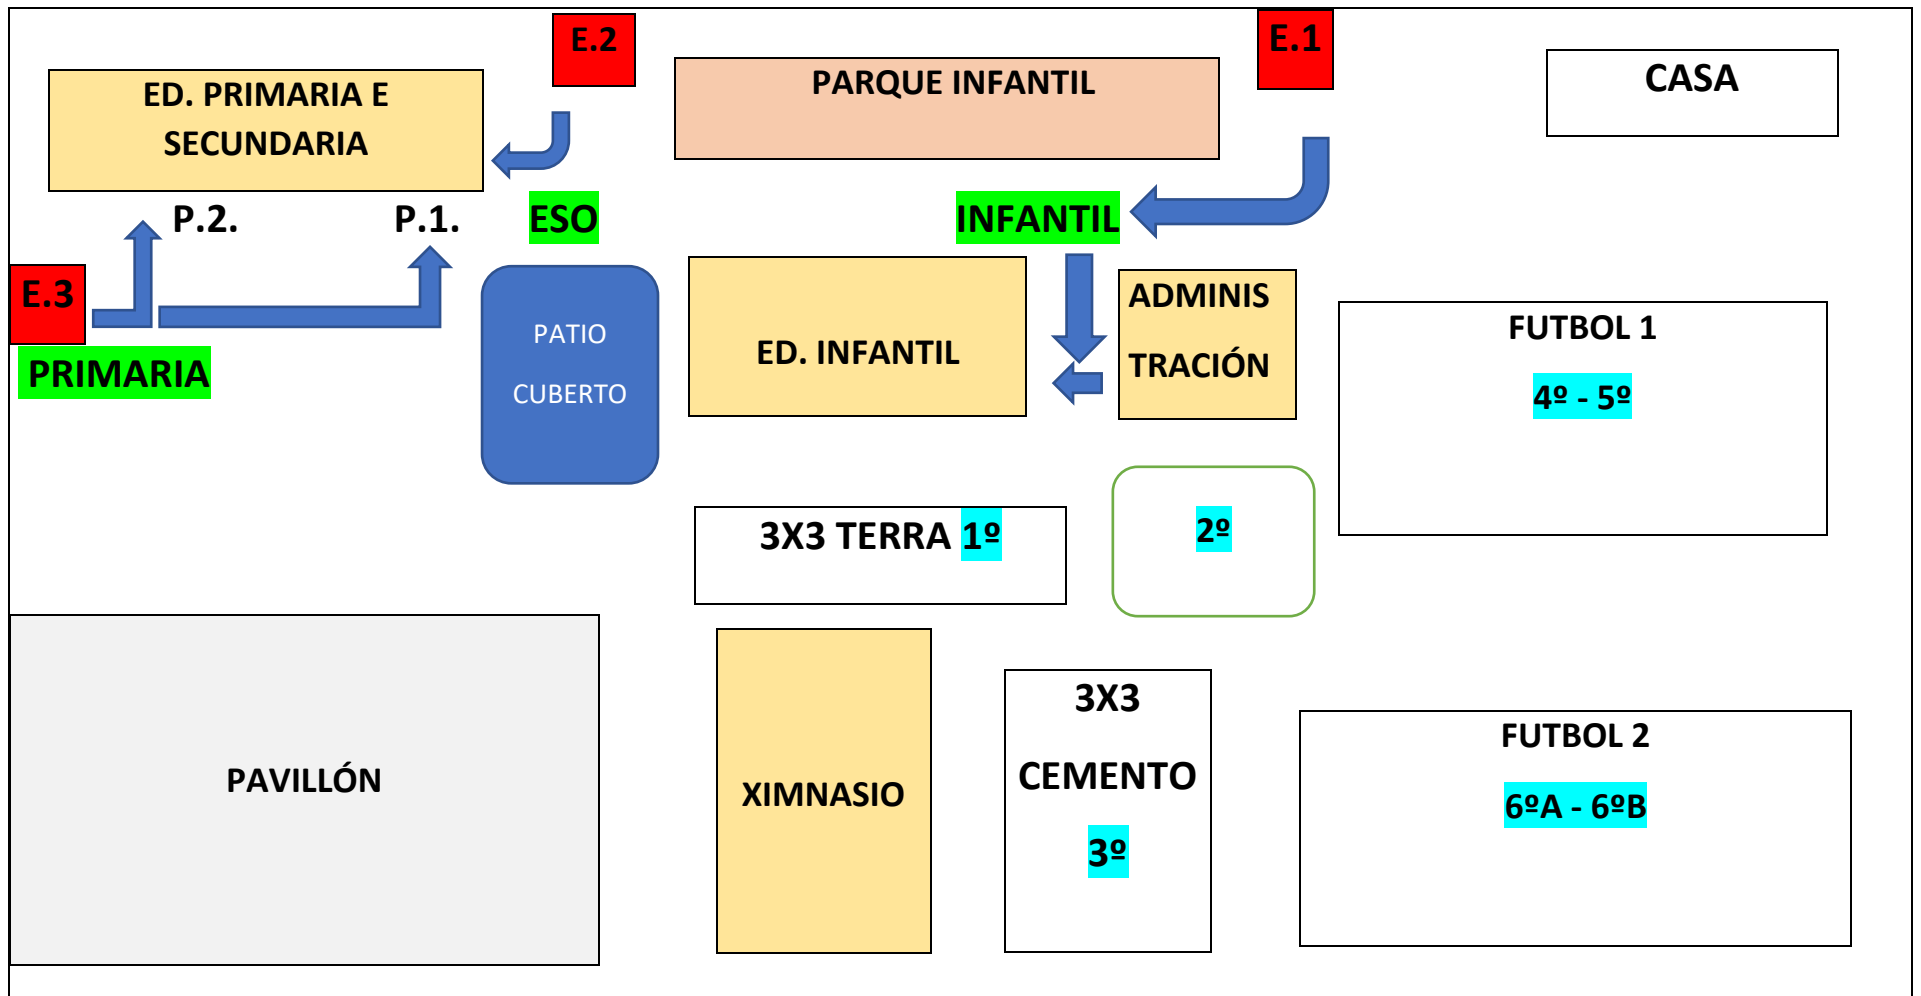 E.2
E.1
ED. PRIMARIA E
SECUNDARIA
PARQUE INFANTIL
CASA
P.2.
P.1.
ESO
INFANTIL
E.3
PRIMARIA
PATIO
CUBERTO
ED. INFANTIL
ADMINIS
TRACIÓN
FUTBOL 1
4º - 5º
3X3 TERRA 1º
2º
PAVILLÓN
XIMNASIO
3X3
CEMENTO
3º
FUTBOL 2
6ºA - 6ºB